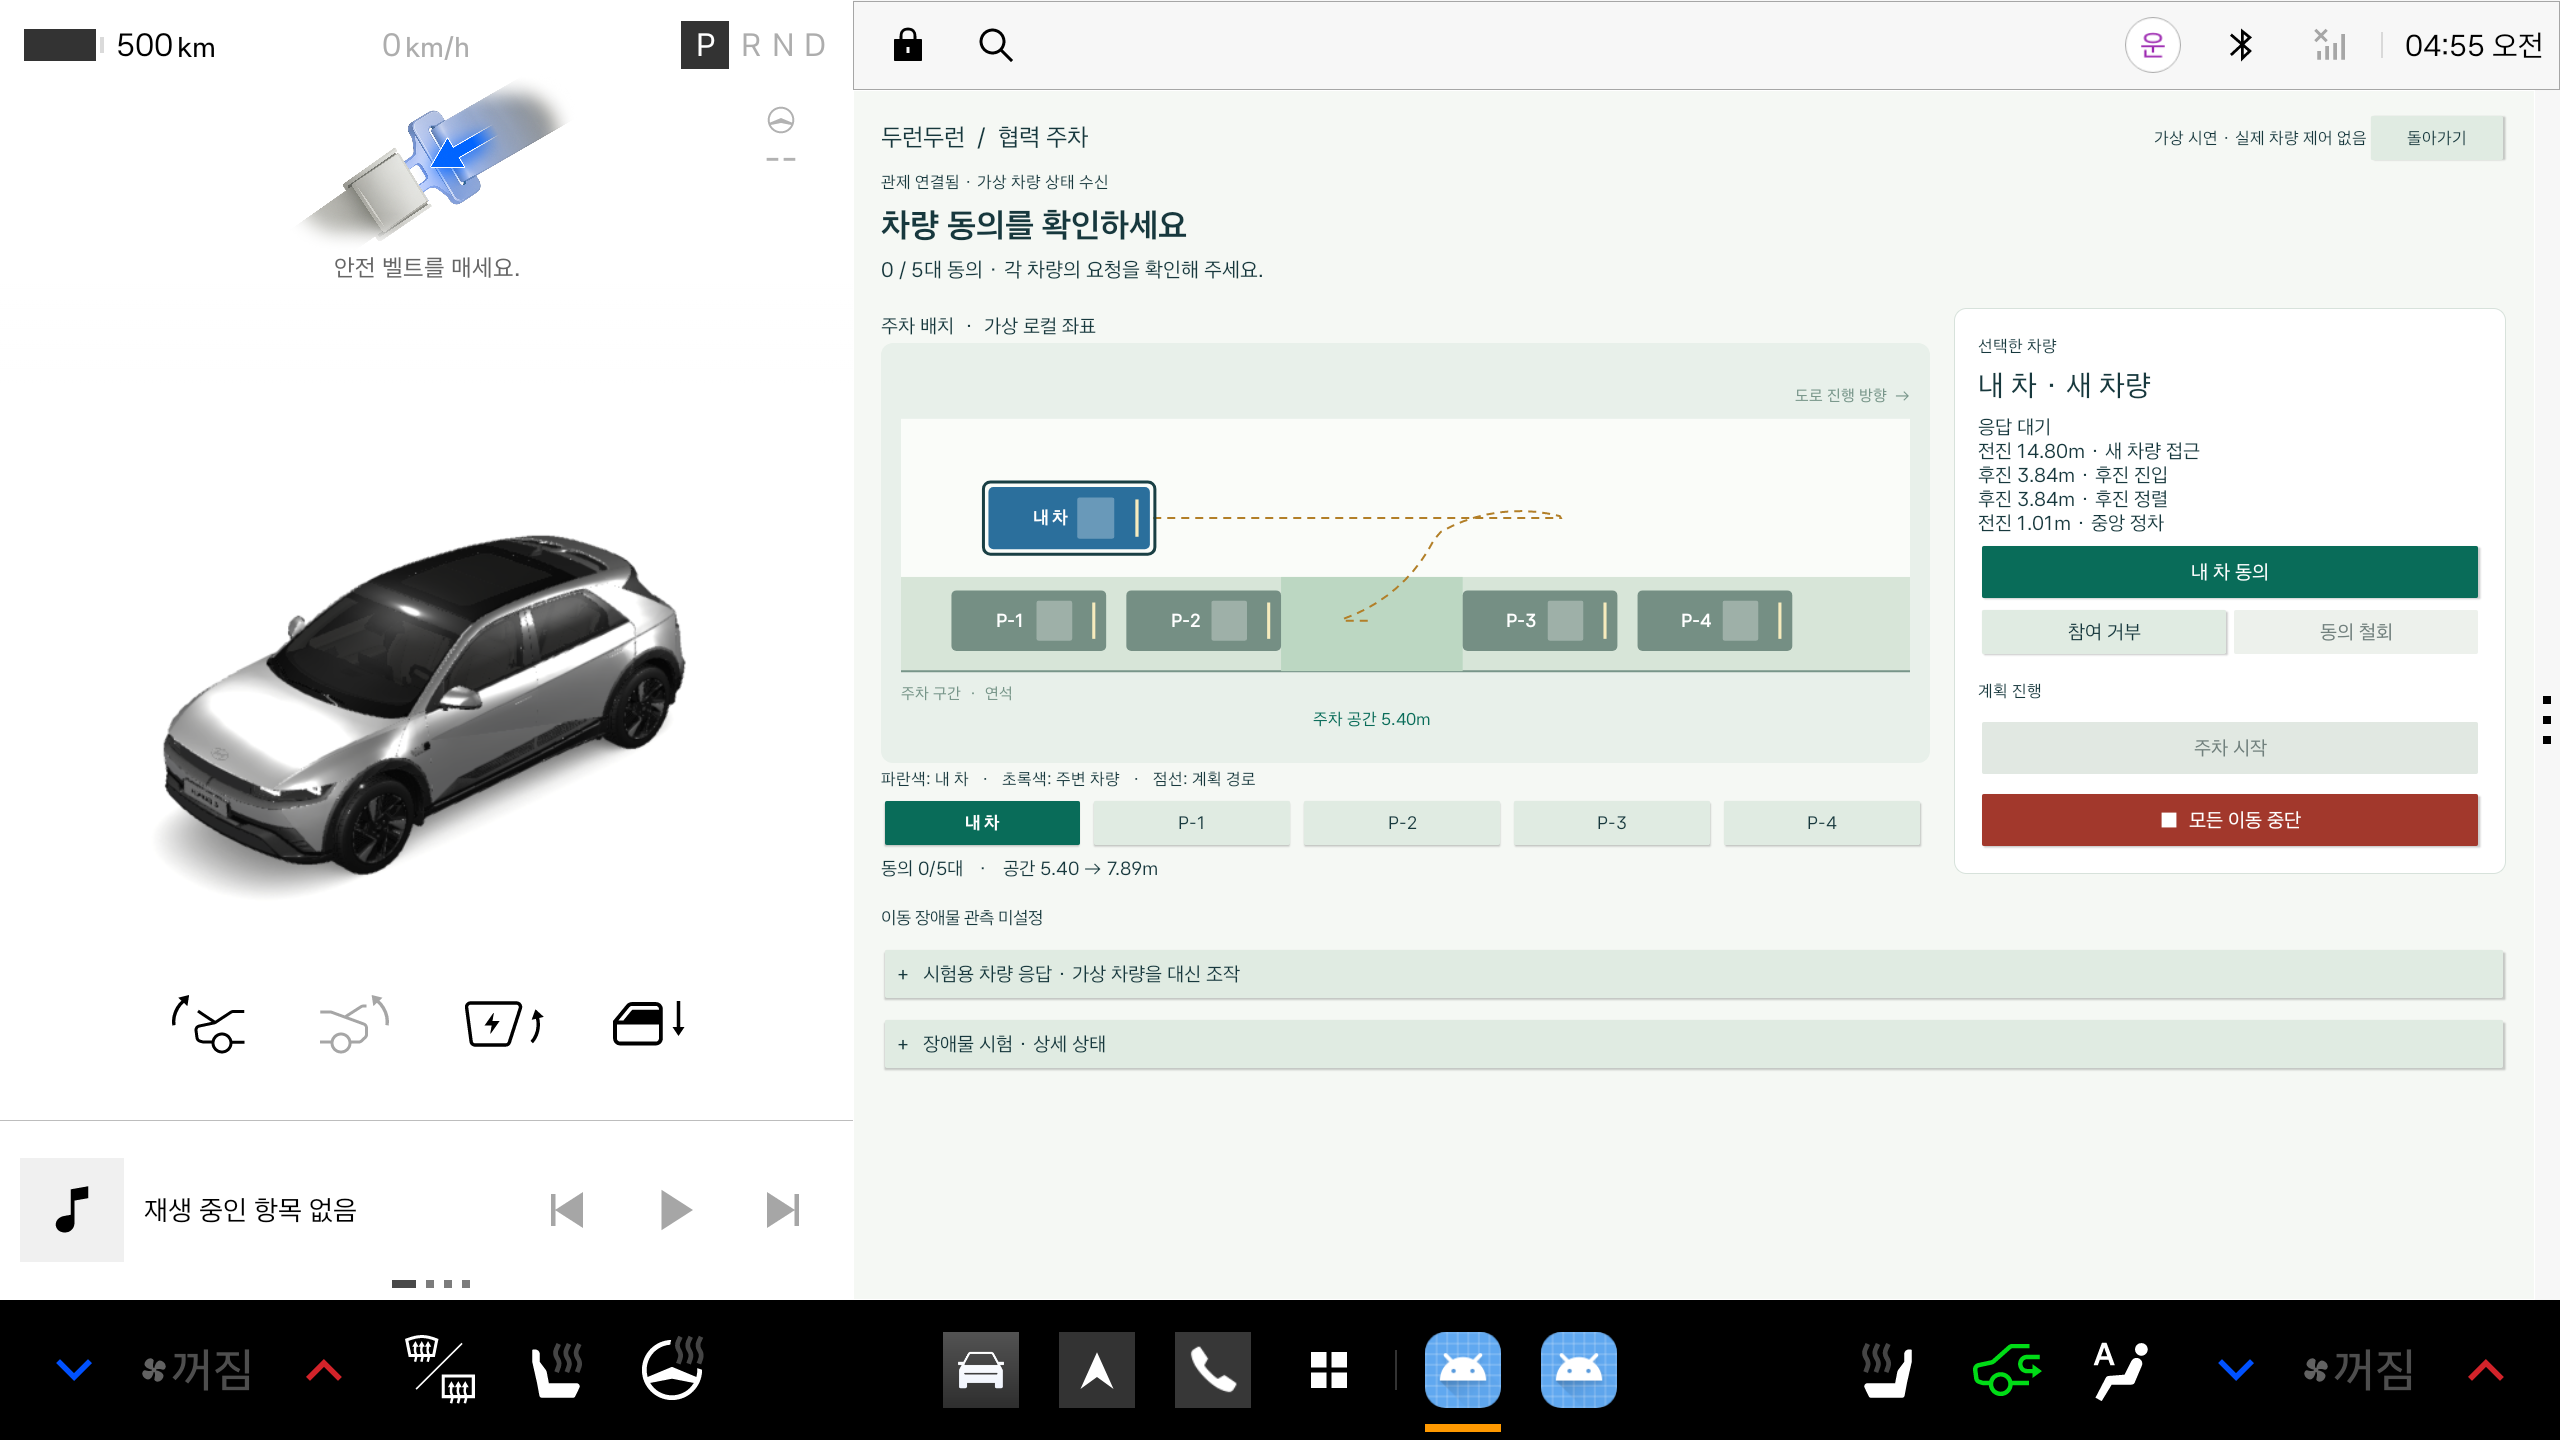 500 km
0 km/h
P R N D
운
04:55 오전
안전 벨트를 매세요.
두런두런 / 협력 주차
가상 시연 · 실제 차량 제어 없음
돌아가기
관제 연결됨 · 가상 차량 상태 수신
차량 동의를 확인하세요
0 / 5대 동의 · 각 차량의 요청을 확인해 주세요.
주차 배치 · 가상 로컬 좌표
도로 진행 방향 →
내 차
P-1
P-2
P-3
P-4
주차 구간 · 연석
주차 공간 5.40m
파란색: 내 차 · 초록색: 주변 차량 · 점선: 계획 경로
내 차
P-1
P-2
P-3
P-4
동의 0/5대 · 공간 5.40 → 7.89m
이동 장애물 관측 미설정
+ 시험용 차량 응답 · 가상 차량을 대신 조작
+ 장애물 시험 · 상세 상태
선택한 차량
내 차 · 새 차량
응답 대기
전진 14.80m · 새 차량 접근
후진 3.84m · 후진 진입
후진 3.84m · 후진 정렬
전진 1.01m · 중앙 정차
내 차 동의
참여 거부
동의 철회
계획 진행
주차 시작
모든 이동 중단
재생 중인 항목 없음
꺼짐
A
꺼짐